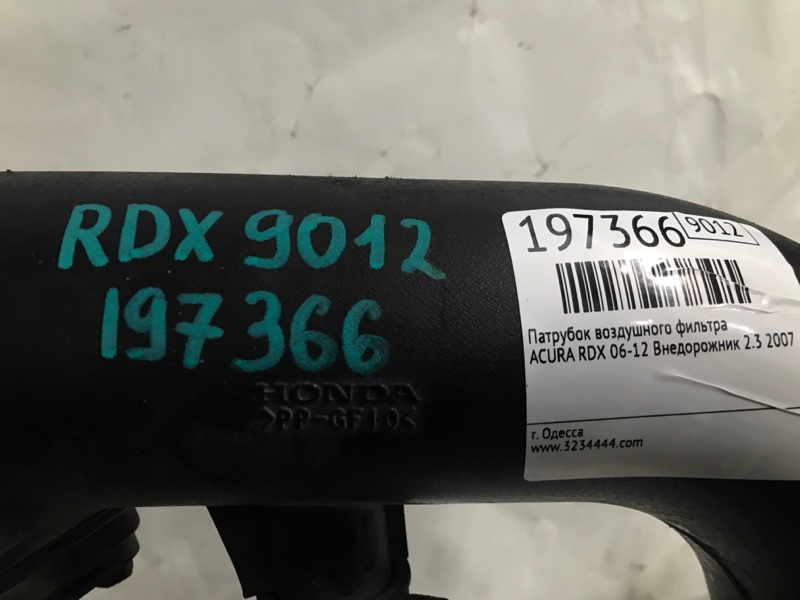 RDX 9012
197366
HONDA
>PP-GF10<
197366 9012
Патрубок воздушного фильтра
ACURA RDX 06-12 Внедорожник 2.3 2007
г. Одесса
www.3234444.com